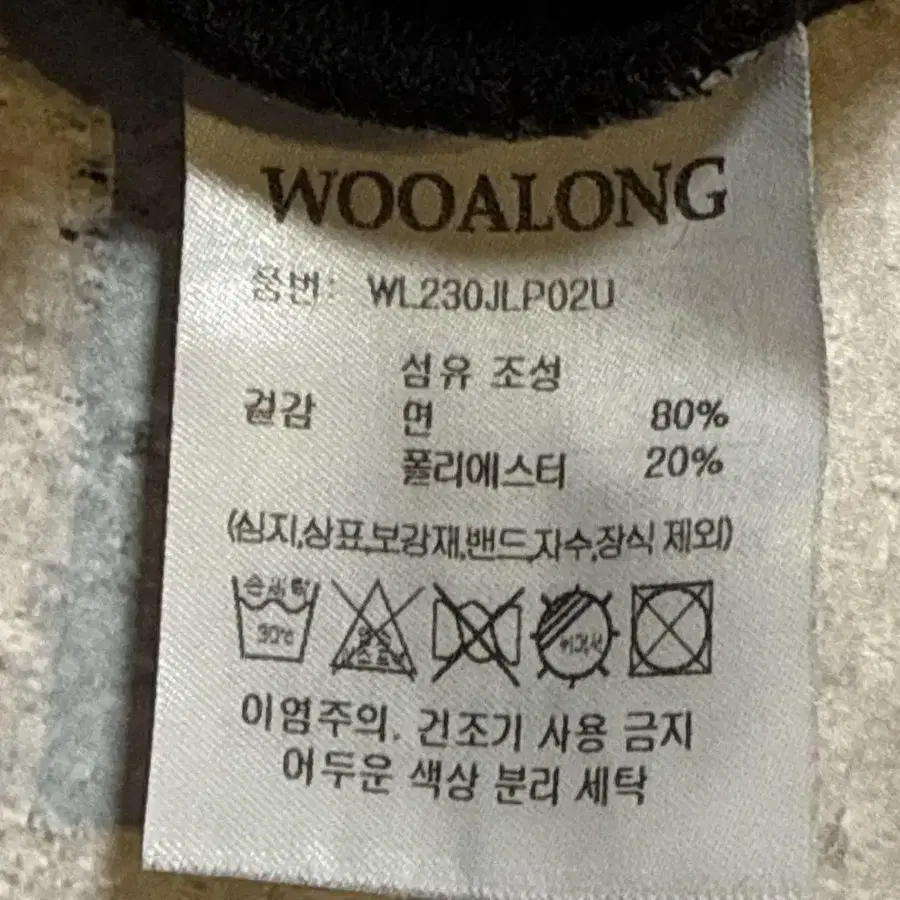 WOOALONG
품번: WL230JLP02U
섬유 조성
겉감 면 80%
폴리에스터 20%
(심지,상표,보강재,밴드,자수,장식 제외)
손세탁
30℃
이염주의. 건조기 사용 금지
어두운 색상 분리 세탁